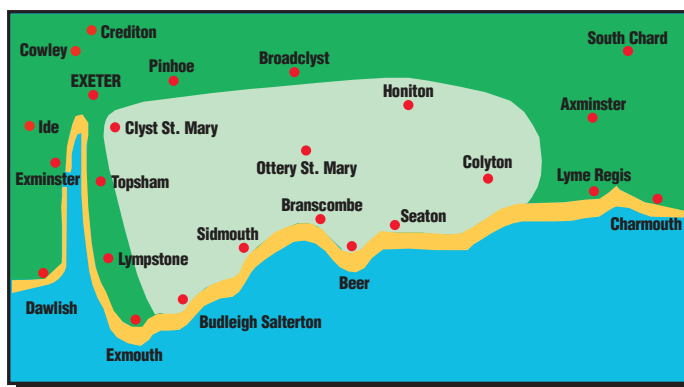 Crediton
South Chard
Cowley
Broadclyst
Pinhoe
EXETER
Honiton
Axminster
Ide
Clyst St. Mary
Ottery St. Mary
Colyton
Exminster
Topsham
Lyme Regis
Branscombe
Seaton
Charmouth
Sidmouth
Lympstone
Beer
Dawlish
Budleigh Salterton
Exmouth